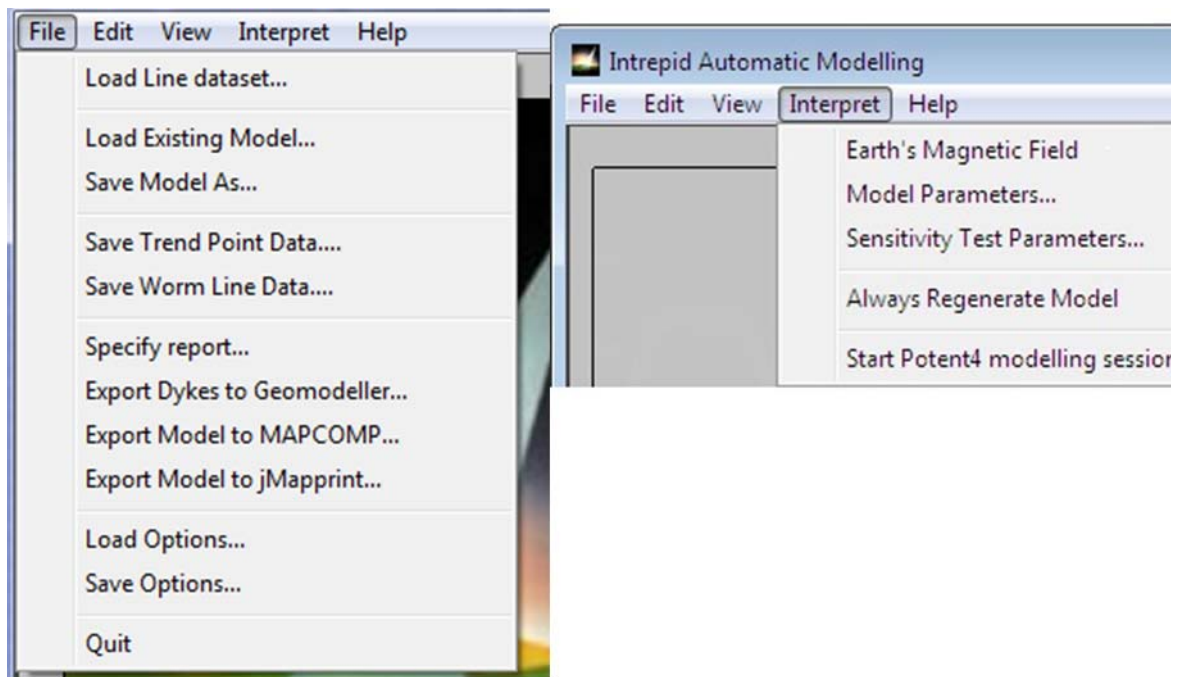 File Edit View Interpret Help
Load Line dataset...
Load Existing Model...
Save Model As...
Save Trend Point Data....
Save Worm Line Data....
Specify report...
Export Dykes to Geomodeller...
Export Model to MAPCOMP...
Export Model to jMapprint...
Load Options...
Save Options...
Quit
Intrepid Automatic Modelling
File Edit View Interpret Help
Earth's Magnetic Field
Model Parameters...
Sensitivity Test Parameters...
Always Regenerate Model
Start Potent4 modelling session